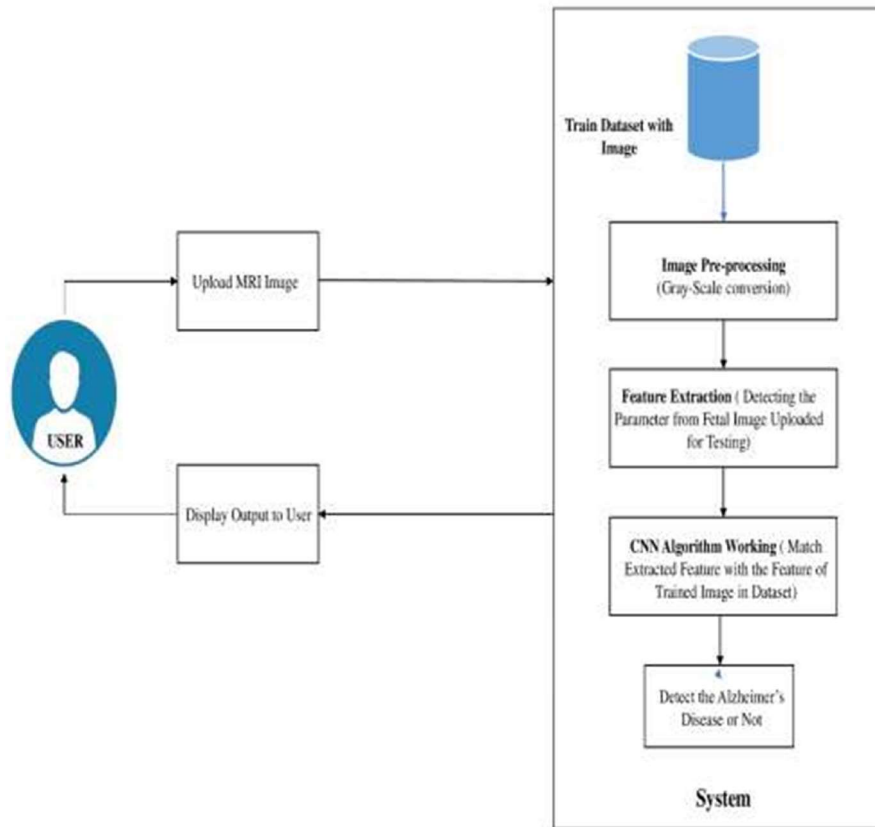 Train Dataset with
Image
Upload MRI Image
Image Pre-processing
(Gray-Scale conversion)
Feature Extraction ( Detecting the
Parameter from Fetal Image Uploaded
for Testing)
USER
Display Output to User
CNN Algorithm Working ( Match
Extracted Feature with the Feature of
Trained Image in Dataset)
Detect the Alzheimer's
Disease or Not
System